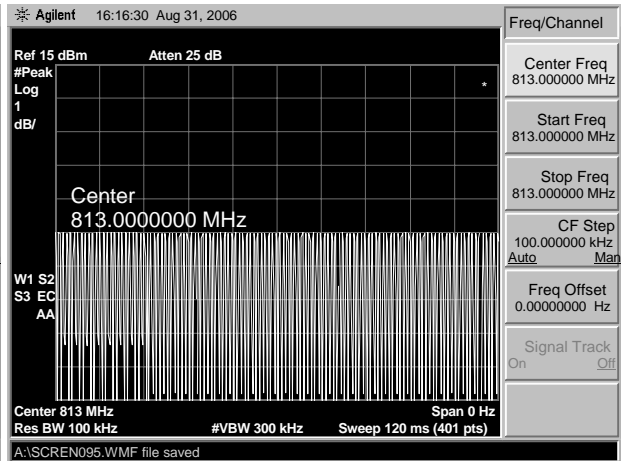 Agilent 16:16:30 Aug 31, 2006
Ref 15 dBm Atten 25 dB
#Peak
Log
1
dB/
*
Center
813.0000000 MHz
W1 S2
S3 EC
AA
Center 813 MHz Span 0 Hz
Res BW 100 kHz #VBW 300 kHz Sweep 120 ms (401 pts)
A:\SCREN095.WMF file saved
Freq/Channel
Center Freq
813.000000 MHz
Start Freq
813.000000 MHz
Stop Freq
813.000000 MHz
CF Step
100.000000 kHz
Auto Man
Freq Offset
0.00000000 Hz
Signal Track
On Off